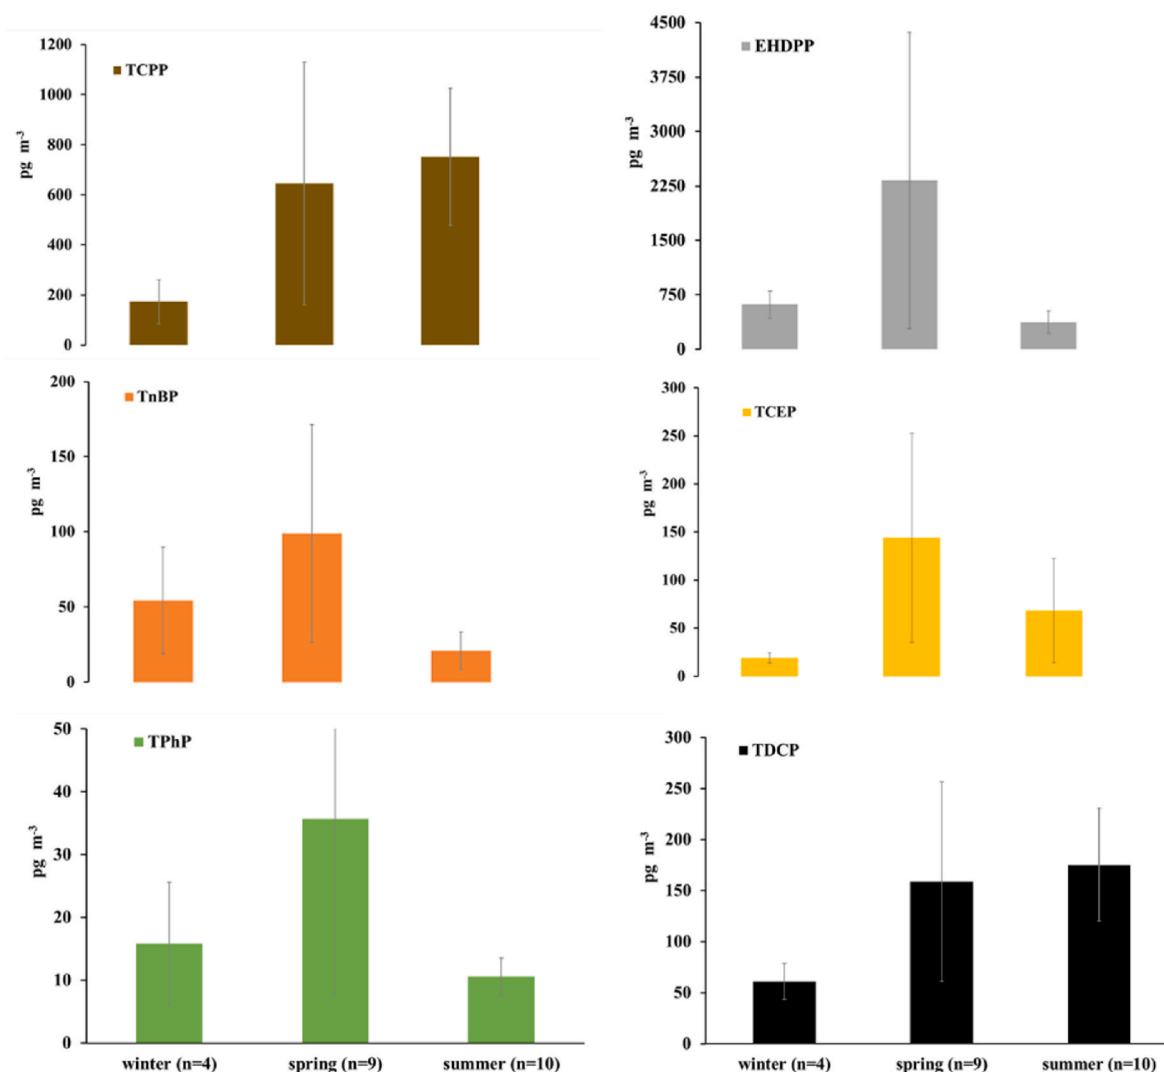 TCPP
pg m-3
1200
1000
800
600
400
200
0
EHDPP
pg m-3
4500
3750
3000
2250
1500
750
0
TnBP
pg m-3
200
150
100
50
0
TCEP
pg m-3
300
250
200
150
100
50
0
TPhP
pg m-3
50
40
30
20
10
0
winter (n=4) spring (n=9) summer (n=10)
TDCP
pg m-3
300
250
200
150
100
50
0
winter (n=4) spring (n=9) summer (n=10)